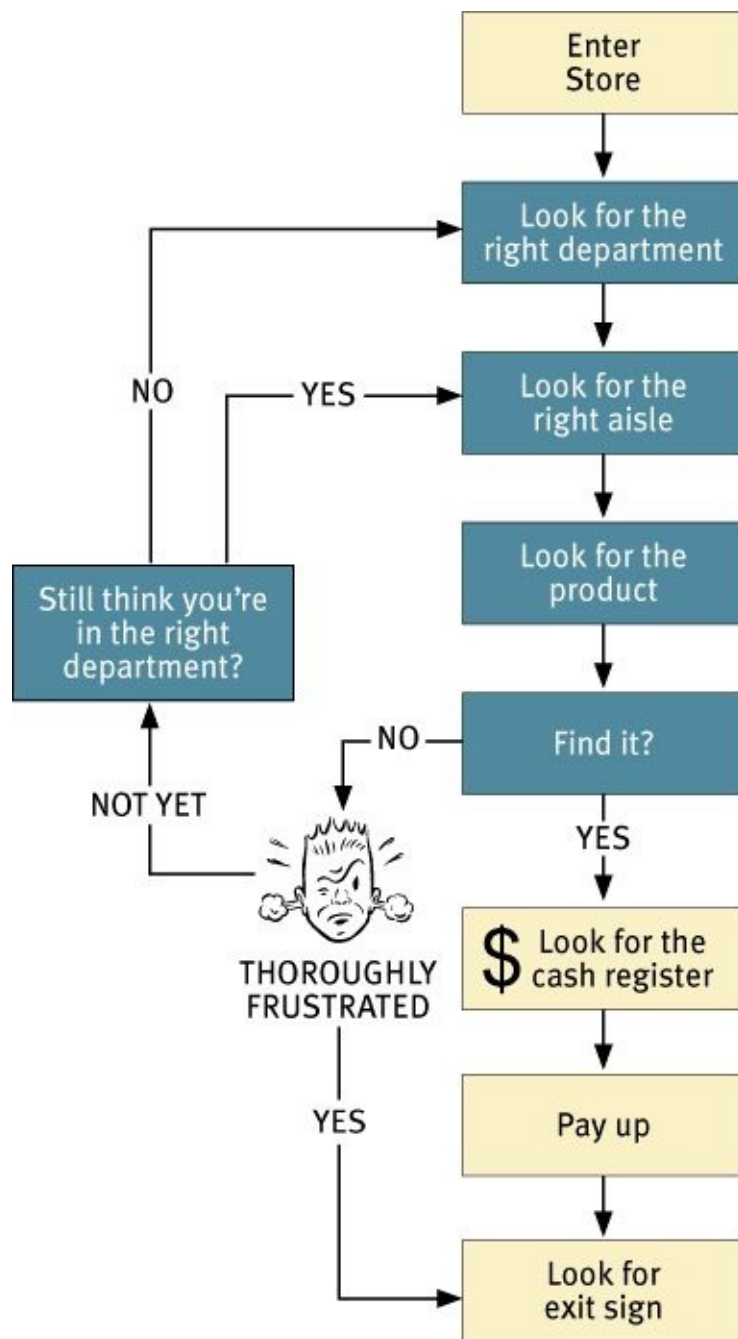 Enter
Store
Look for the
right department
NO
YES
Look for the
right aisle
Look for the
product
Still think you're
in the right
department?
NO
Find it?
NOT YET
YES
THOROUGHLY
FRUSTRATED
$ Look for the
cash register
YES
Pay up
Look for
exit sign